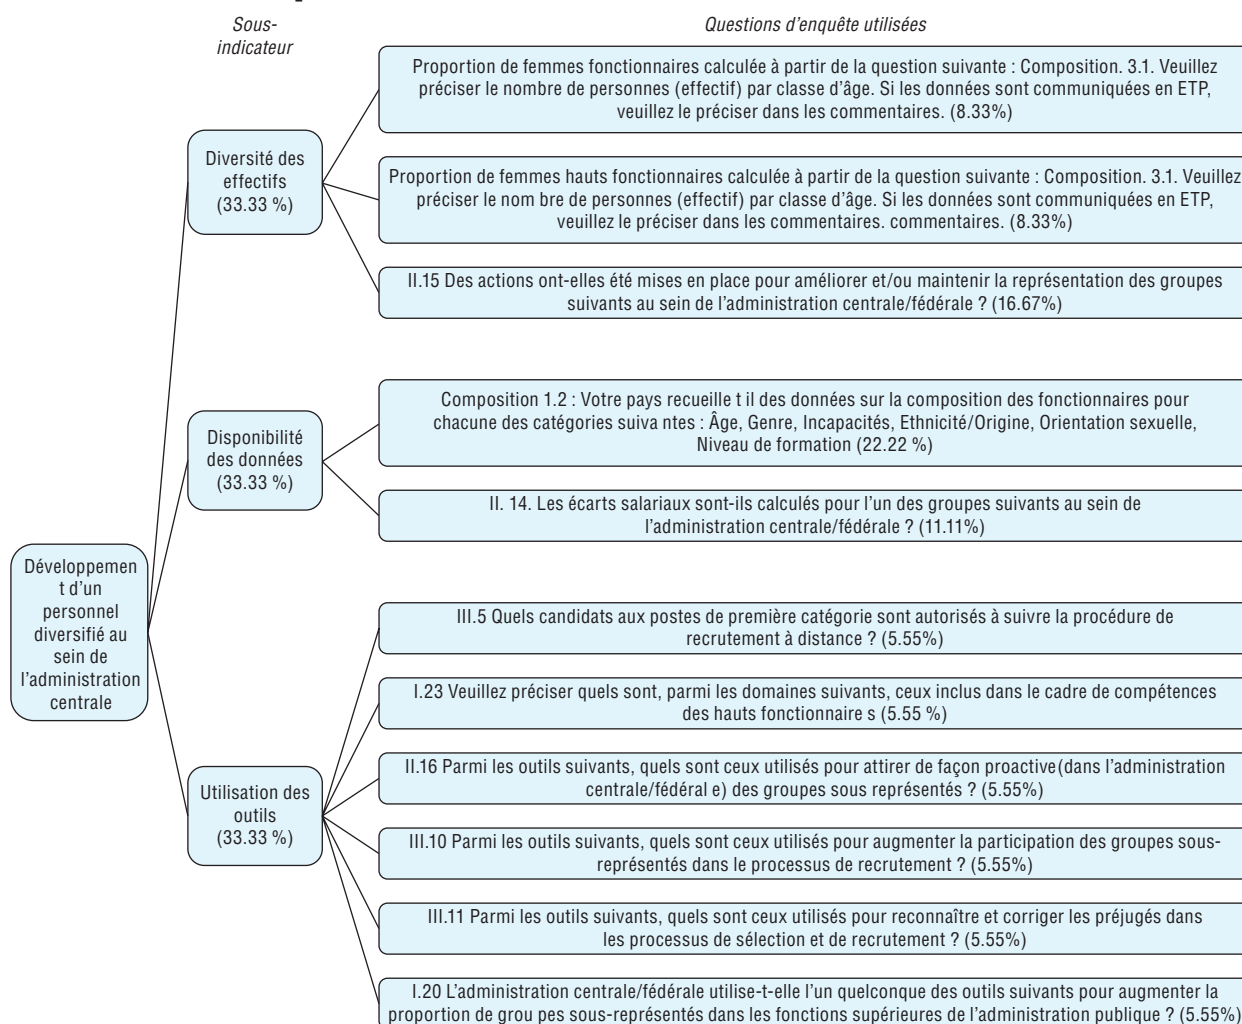 Sous-
indicateur
Questions d’enquête utilisées
Proportion de femmes fonctionnaires calculée à partir de la question suivante : Composition. 3.1. Veuillez
préciser le nombre de personnes (effectif) par classe d’âge. Si les données sont communiquées en ETP,
veuillez le préciser dans les commentaires. (8.33%)
Diversité des
effectifs
(33.33 %)
Proportion de femmes hauts fonctionnaires calculée à partir de la question suivante : Composition. 3.1. Veuillez
préciser le nom bre de personnes (effectif) par classe d’âge. Si les données sont communiquées en ETP,
veuillez le préciser dans les commentaires. commentaires. (8.33%)
II.15 Des actions ont-elles été mises en place pour améliorer et/ou maintenir la représentation des groupes
suivants au sein de l’administration centrale/fédérale ? (16.67%)
Composition 1.2 : Votre pays recueille t il des données sur la composition des fonctionnaires pour
chacune des catégories suiva ntes : Âge, Genre, Incapacités, Ethnicité/Origine, Orientation sexuelle,
Niveau de formation (22.22 %)
Disponibilité
des données
(33.33 %)
II. 14. Les écarts salariaux sont-ils calculés pour l’un des groupes suivants au sein de
l’administration centrale/fédérale ? (11.11%)
Développemen
t d’un
personnel
diversifié au
sein de
l’administration
centrale
III.5 Quels candidats aux postes de première catégorie sont autorisés à suivre la procédure de
recrutement à distance ? (5.55%)
I.23 Veuillez préciser quels sont, parmi les domaines suivants, ceux inclus dans le cadre de compétences
des hauts fonctionnaire s (5.55 %)
II.16 Parmi les outils suivants, quels sont ceux utilisés pour attirer de façon proactive(dans l’administration
centrale/fédéral e) des groupes sous représentés ? (5.55%)
Utilisation des
outils
(33.33 %)
III.10 Parmi les outils suivants, quels sont ceux utilisés pour augmenter la participation des groupes sous-
représentés dans le processus de recrutement ? (5.55%)
III.11 Parmi les outils suivants, quels sont ceux utilisés pour reconnaître et corriger les préjugés dans
les processus de sélection et de recrutement ? (5.55%)
I.20 L’administration centrale/fédérale utilise-t-elle l’un quelconque des outils suivants pour augmenter la
proportion de grou pes sous-représentés dans les fonctions supérieures de l’administration publique ? (5.55%)